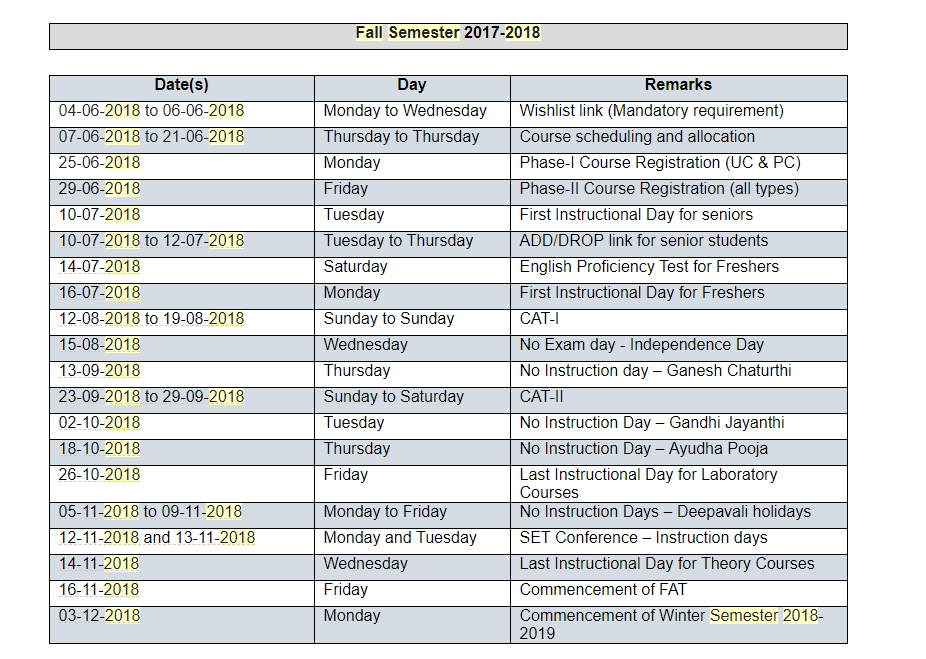 Fall Semester 2017-2018
Date(s) Day Remarks
04-06-2018 to 06-06-2018 Monday to Wednesday Wishlist link (Mandatory requirement)
07-06-2018 to 21-06-2018 Thursday to Thursday Course scheduling and allocation
25-06-2018 Monday Phase-I Course Registration (UC & PC)
29-06-2018 Friday Phase-II Course Registration (all types)
10-07-2018 Tuesday First Instructional Day for seniors
10-07-2018 to 12-07-2018 Tuesday to Thursday ADD/DROP link for senior students
14-07-2018 Saturday English Proficiency Test for Freshers
16-07-2018 Monday First Instructional Day for Freshers
12-08-2018 to 19-08-2018 Sunday to Sunday CAT-I
15-08-2018 Wednesday No Exam day - Independence Day
13-09-2018 Thursday No Instruction day – Ganesh Chaturthi
23-09-2018 to 29-09-2018 Sunday to Saturday CAT-II
02-10-2018 Tuesday No Instruction Day – Gandhi Jayanthi
18-10-2018 Thursday No Instruction Day – Ayudha Pooja
26-10-2018 Friday Last Instructional Day for Laboratory
Courses
05-11-2018 to 09-11-2018 Monday to Friday No Instruction Days – Deepavali holidays
12-11-2018 and 13-11-2018 Monday and Tuesday SET Conference – Instruction days
14-11-2018 Wednesday Last Instructional Day for Theory Courses
16-11-2018 Friday Commencement of FAT
03-12-2018 Monday Commencement of Winter Semester 2018-
2019